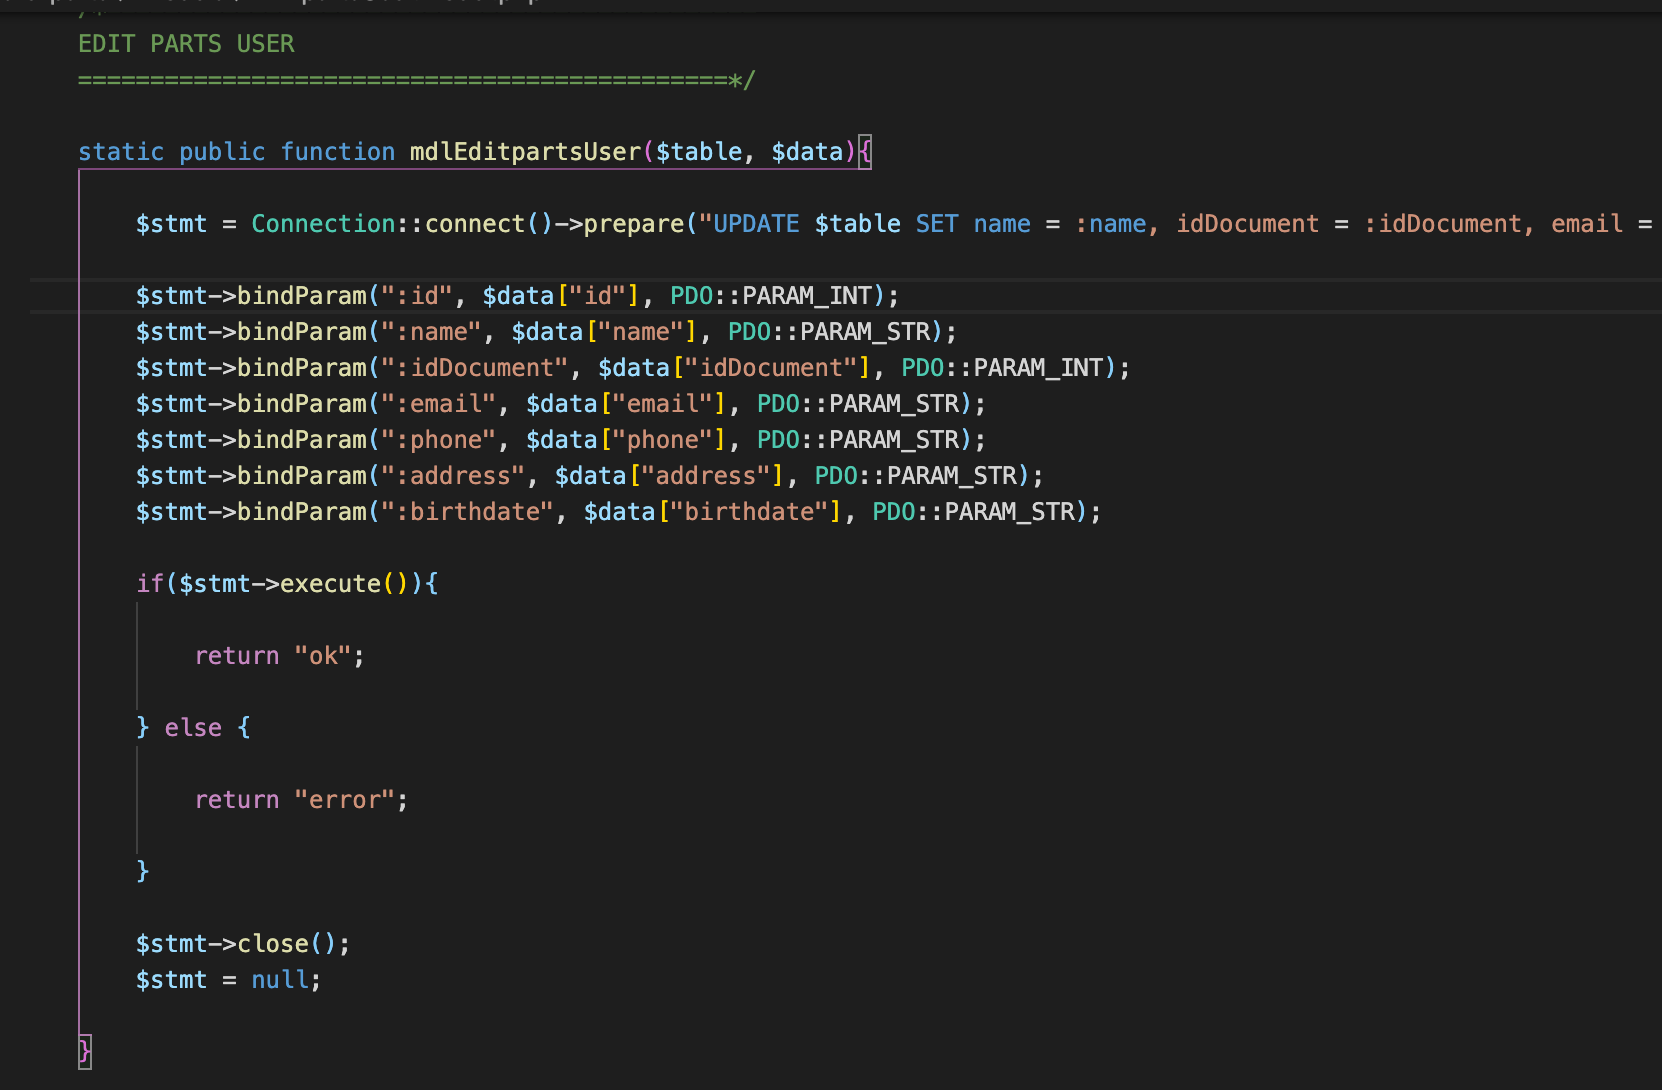 EDIT PARTS USER
=============================================*/
static public function mdlEditpartsUser($table, $data){
$stmt = Connection::connect()->prepare("UPDATE $table SET name = :name, idDocument = :idDocument, email =
$stmt->bindParam(":id", $data["id"], PDO::PARAM_INT);
$stmt->bindParam(":name", $data["name"], PDO::PARAM_STR);
$stmt->bindParam(":idDocument", $data["idDocument"], PDO::PARAM_INT);
$stmt->bindParam(":email", $data["email"], PDO::PARAM_STR);
$stmt->bindParam(":phone", $data["phone"], PDO::PARAM_STR);
$stmt->bindParam(":address", $data["address"], PDO::PARAM_STR);
$stmt->bindParam(":birthdate", $data["birthdate"], PDO::PARAM_STR);
if($stmt->execute()){
return "ok";
} else {
return "error";
}
$stmt->close();
$stmt = null;
}